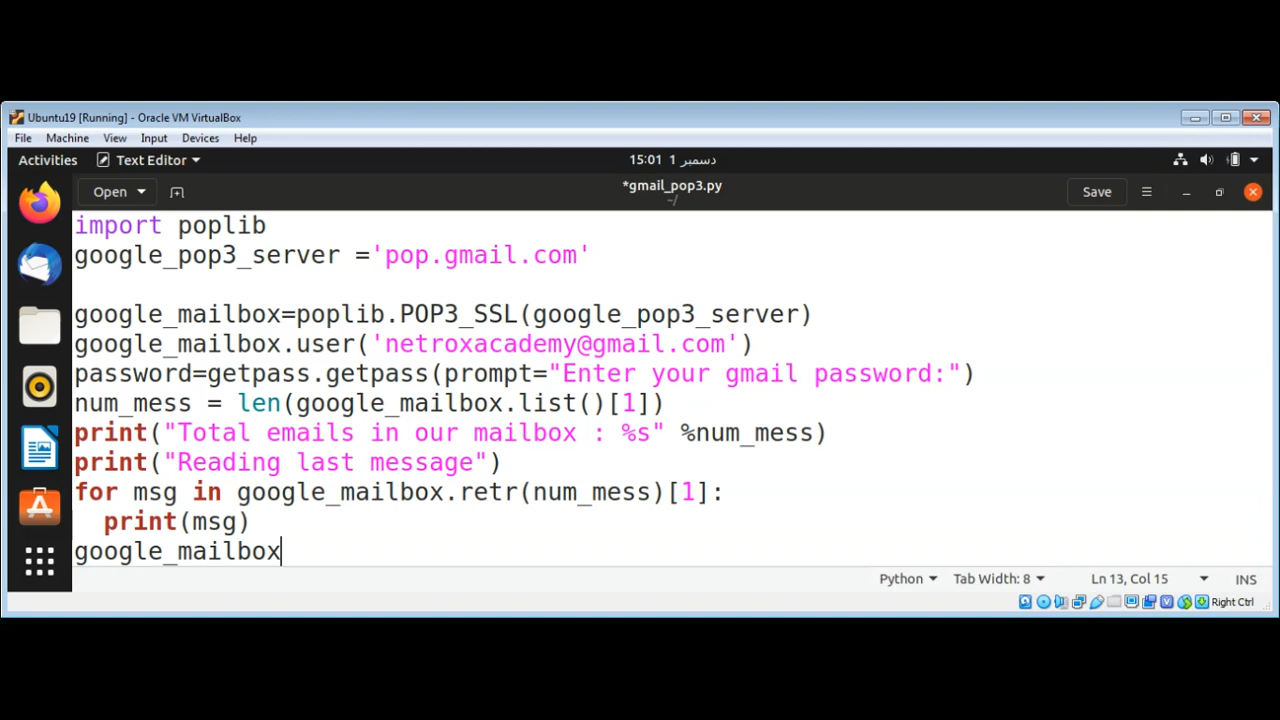 Ubuntu19 [Running] - Oracle VM VirtualBox
File Machine View Input Devices Help
Activities Text Editor 15:01 1 دسمبر
Open *gmail_pop3.py Save
~/
import poplib
google_pop3_server ='pop.gmail.com'
google_mailbox=poplib.POP3_SSL(google_pop3_server)
google_mailbox.user('netroxacademy@gmail.com')
password=getpass.getpass(prompt="Enter your gmail password:")
num_mess = len(google_mailbox.list()[1])
print("Total emails in our mailbox : %s" %num_mess)
print("Reading last message")
for msg in google_mailbox.retr(num_mess)[1]:
  print(msg)
google_mailbox
Python Tab Width: 8 Ln 13, Col 15 INS
Right Ctrl